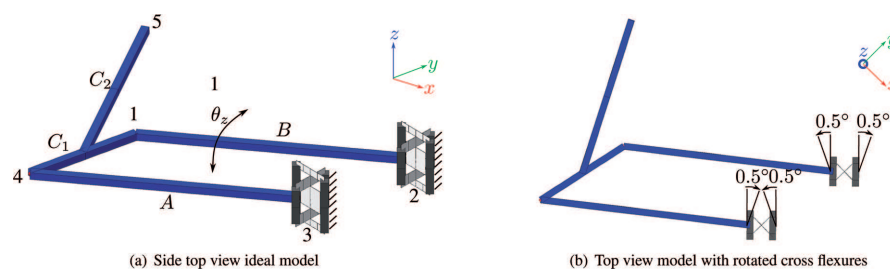 5
z
y
x
C₂
1
1
θz
C₁
B
4
A
2
3
(a) Side top view ideal model
y
0.5° 0.5°
0.5° 0.5°
(b) Top view model with rotated cross flexures